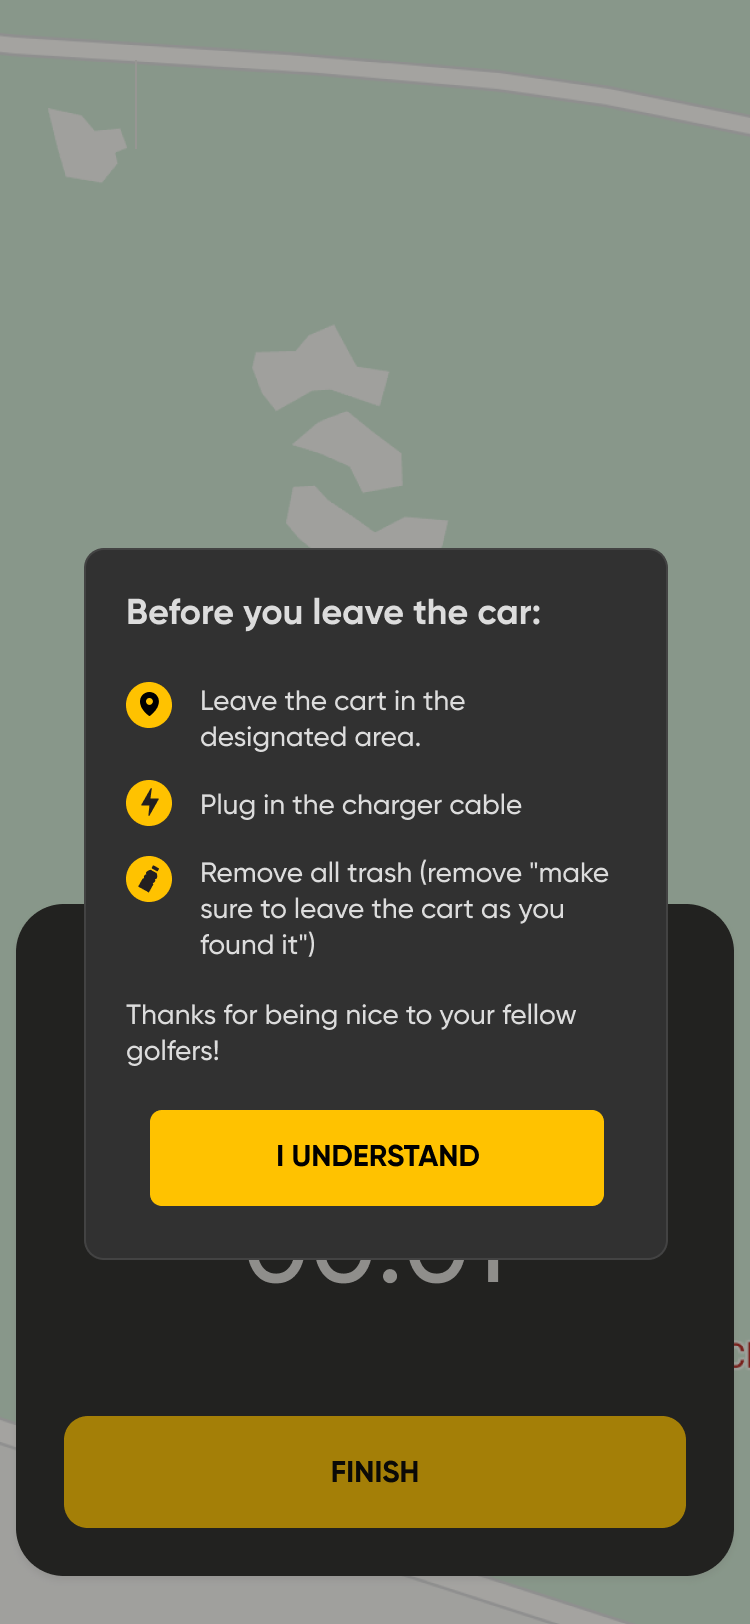 Before you leave the car:
Leave the cart in the
designated area.
Plug in the charger cable
Remove all trash (remove "make
sure to leave the cart as you
found it")
Thanks for being nice to your fellow
golfers!
I UNDERSTAND
FINISH